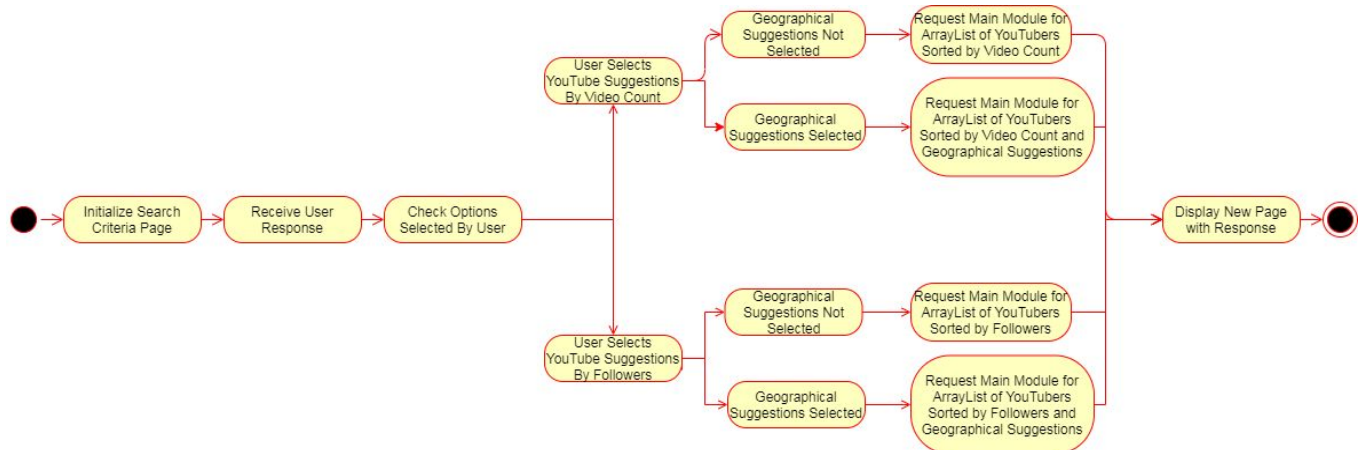 Initialize Search
Criteria Page
Receive User
Response
Check Options
Selected By User
User Selects
YouTube Suggestions
By Video Count
Geographical
Suggestions Not
Selected
Request Main Module for
ArrayList of YouTubers
Sorted by Video Count
Geographical
Suggestions Selected
Request Main Module for
ArrayList of YouTubers
Sorted by Video Count and
Geographical Suggestions
User Selects
YouTube Suggestions
By Followers
Geographical
Suggestions Not
Selected
Request Main Module for
ArrayList of YouTubers
Sorted by Followers
Geographical
Suggestions Selected
Request Main Module for
ArrayList of YouTubers
Sorted by Followers and
Geographical Suggestions
Display New Page
with Response